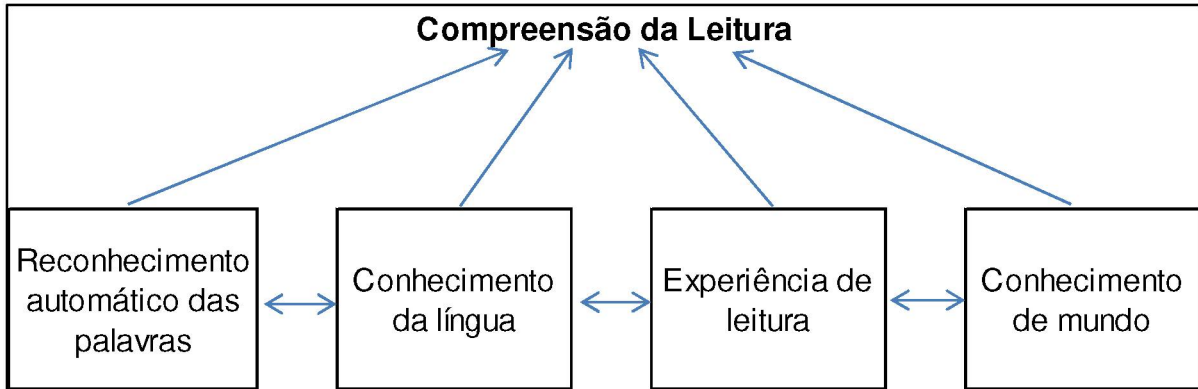 Compreensão da Leitura
Reconhecimento
automático das
palavras
Conhecimento
da língua
Experiência de
leitura
Conhecimento
de mundo